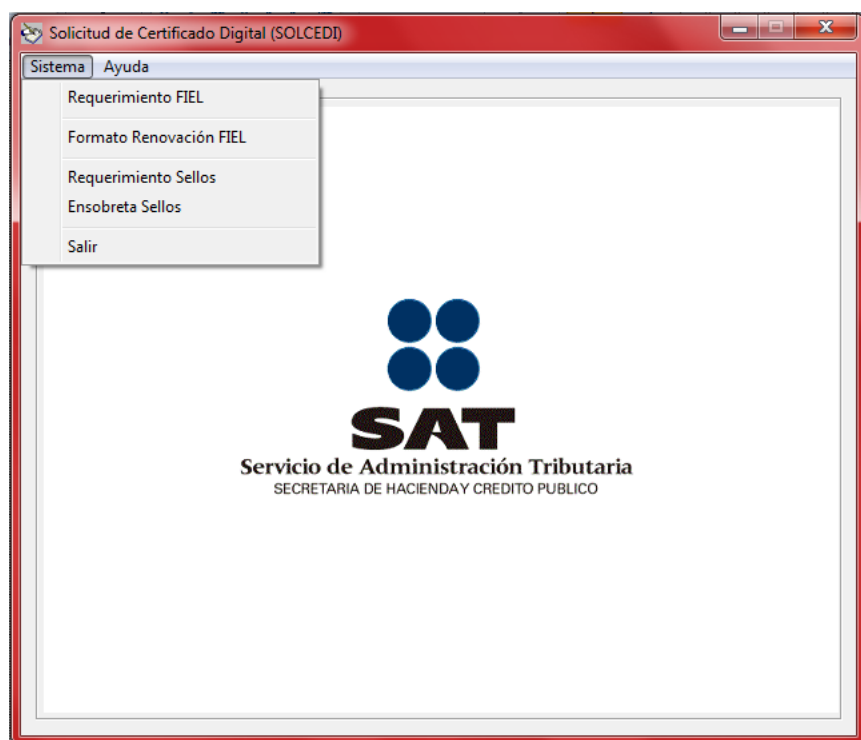 Solicitud de Certificado Digital (SOLCEDI)
Sistema Ayuda
Requerimiento FIEL
Formato Renovación FIEL
Requerimiento Sellos
Ensobreta Sellos
Salir
SAT
Servicio de Administración Tributaria
SECRETARIA DE HACIENDA Y CREDITO PUBLICO